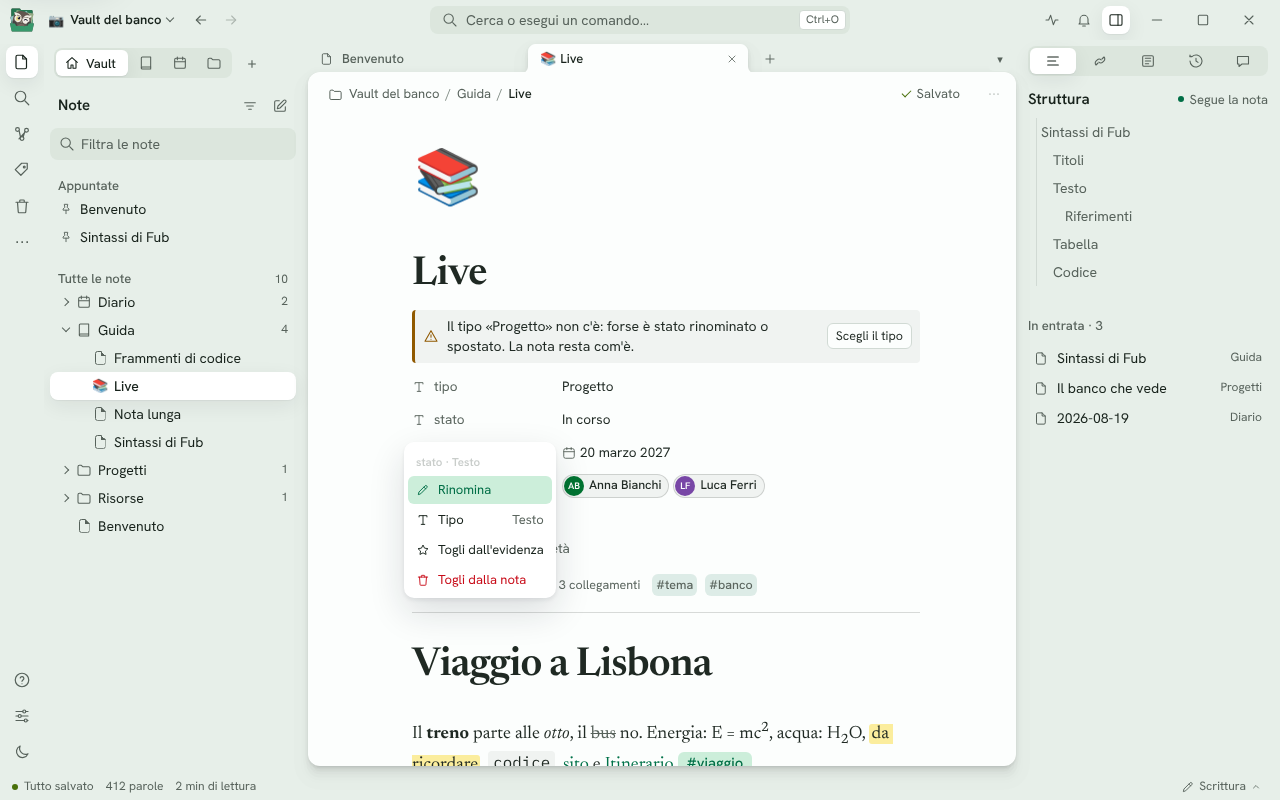 Vault del banco
Cerca o esegui un comando...
Ctrl+O
Vault
Benvenuto
Live
Note
Filtra le note
Appuntate
Benvenuto
Sintassi di Fub
Tutte le note 10
Diario 2
Guida 4
Frammenti di codice
Live
Nota lunga
Sintassi di Fub
Progetti 1
Risorse 1
Benvenuto
Vault del banco / Guida / Live
Salvato
Live
Il tipo «Progetto» non c'è: forse è stato rinominato o
spostato. La nota resta com'è.
Scegli il tipo
tipo Progetto
stato In corso
20 marzo 2027
AB Anna Bianchi LF Luca Ferri
stato · Testo
Rinomina
Tipo Testo
Togli dall'evidenza
Togli dalla nota
3 collegamenti #tema #banco
Viaggio a Lisbona
Il treno parte alle otto, il bus no. Energia: E = mc², acqua: H₂O, da
ricordare codice sito e Itinerario #viaggio
Struttura
Segue la nota
Sintassi di Fub
Titoli
Testo
Riferimenti
Tabella
Codice
In entrata · 3
Sintassi di Fub Guida
Il banco che vede Progetti
2026-08-19 Diario
Tutto salvato 412 parole 2 min di lettura
Scrittura